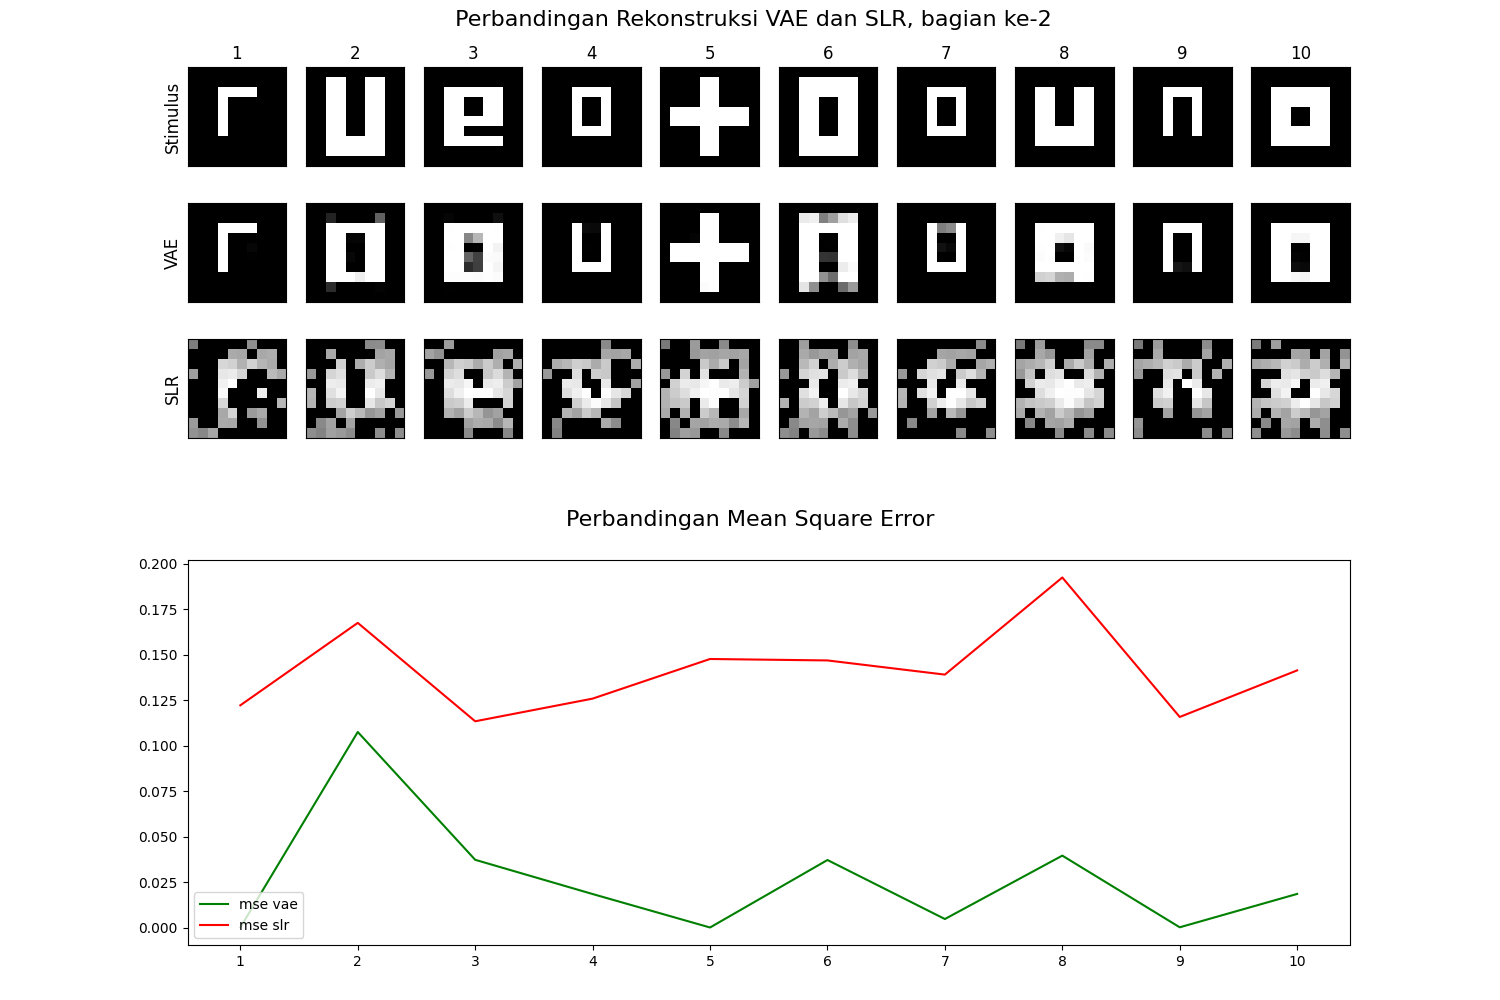 Perbandingan Rekonstruksi VAE dan SLR, bagian ke-2
1 2 3 4 5 6 7 8 9 10
Stimulus
VAE
SLR
Perbandingan Mean Square Error
0.200
0.175
0.150
0.125
0.100
0.075
0.050
0.025
0.000
mse vae
mse slr
1 2 3 4 5 6 7 8 9 10